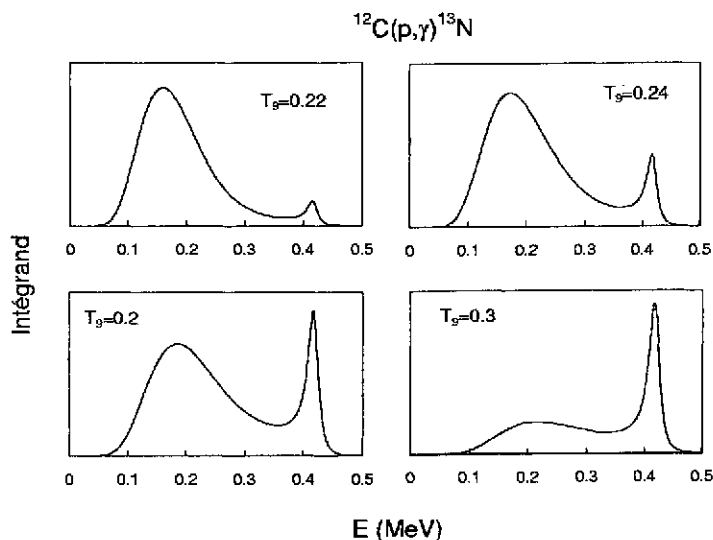 ¹²C(p,γ)¹³N
T₉=0.22
T₉=0.24
0 0.1 0.2 0.3 0.4 0.5
0 0.1 0.2 0.3 0.4 0.5
Intégrand
T₉=0.2
T₉=0.3
0 0.1 0.2 0.3 0.4 0.5
0 0.1 0.2 0.3 0.4 0.5
E (MeV)